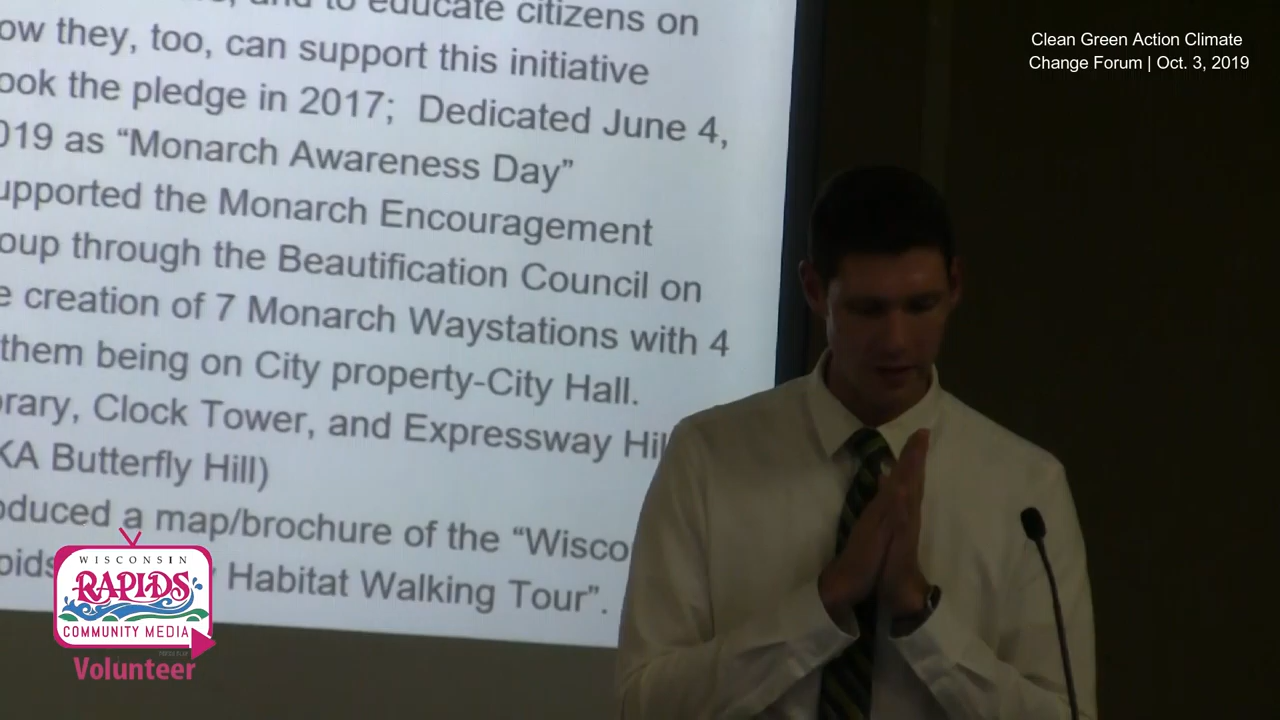 educate citizens on
ow they, too, can support this initiative
ook the pledge in 2017; Dedicated June 4,
019 as “Monarch Awareness Day”
upported the Monarch Encouragement
oup through the Beautification Council on
e creation of 7 Monarch Waystations with 4
them being on City property-City Hall.
rary, Clock Tower, and Expressway Hil
KA Butterfly Hill)
oduced a map/brochure of the “Wisco
Habitat Walking Tour”.
Clean Green Action Climate
Change Forum | Oct. 3, 2019
WISCONSIN
RAPIDS
COMMUNITY MEDIA
Volunteer